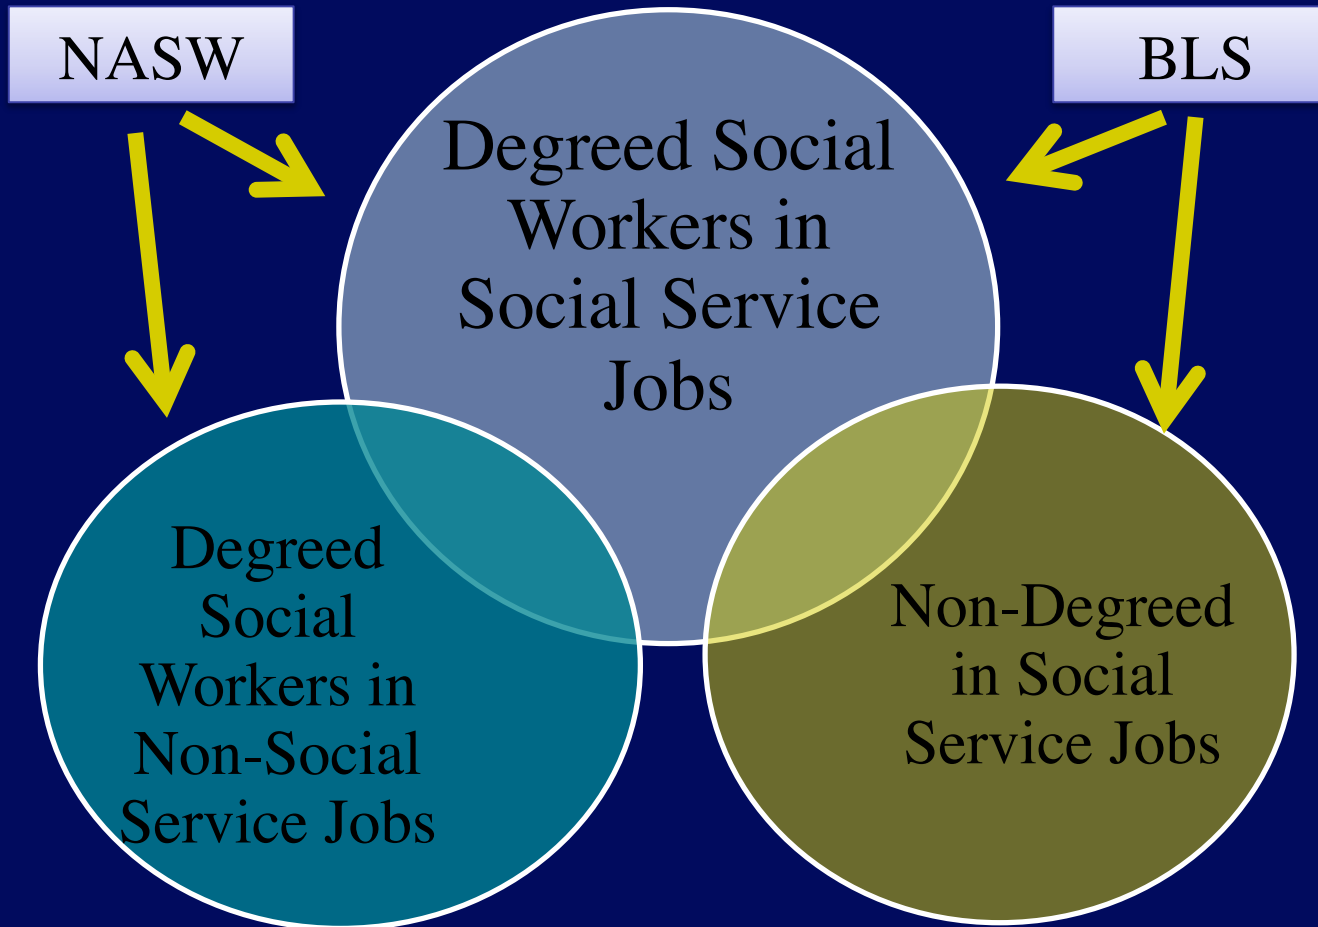 NASW
BLS
Degreed Social
Workers in
Social Service
Jobs
Degreed
Social
Workers in
Non-Social
Service Jobs
Non-Degreed
in Social
Service Jobs